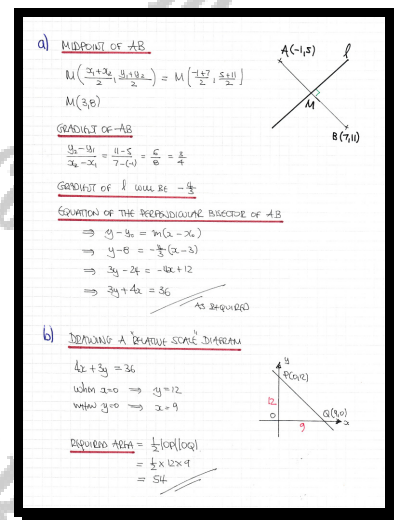 a) MIDPOINT OF AB
M(x₁+x₂/2, y₁+y₂/2) = M(-1+7/2, 5+11/2)
M(3,8)
GRADIENT OF AB
y₂-y₁/x₂-x₁ = 11-5/7-(-1) = 6/8 = 3/4
GRADIENT OF l WILL BE -4/3
EQUATION OF THE PERPENDICULAR BISECTOR OF AB
⇒ y-y₀ = m(x-x₀)
⇒ y-8 = -4/3(x-3)
⇒ 3y-24 = -4x+12
⇒ 3y+4x = 36
AS REQUIRED
A(-1,5)
l
M
B(7,11)
b) DRAWING A "RELATIVE SCALE" DIAGRAM
4x+3y = 36
When x=0 ⇒ y=12
when y=0 ⇒ x=9
REQUIRED AREA = 1/2|OP||OQ|
= 1/2 × 12 × 9
= 54
y
P(0,12)
12
O
9
Q(9,0)
x